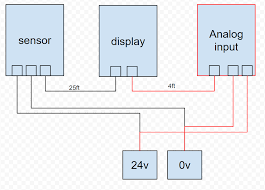 sensor
display
Analog
input
25ft
4ft
24v
0v